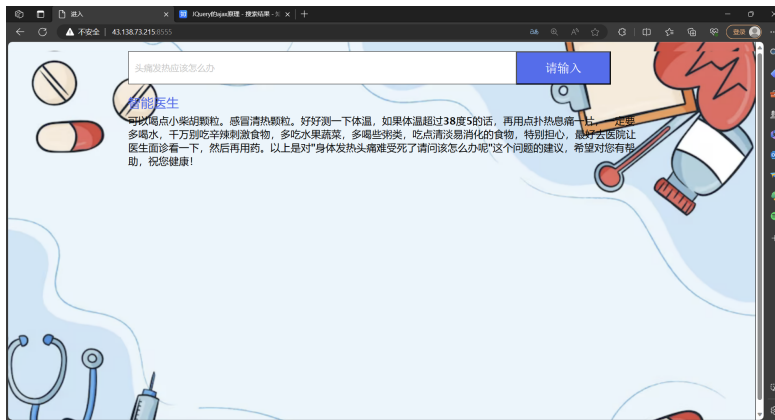 进入
JQuery的ajax原理 - 搜索结果 -
不安全 | 43.138.73.215:8555
登录
头痛发热应该怎么办
请输入
智能医生
可以喝点小柴胡颗粒。感冒清热颗粒。好好测一下体温，如果体温超过38度5的话，再用点扑热息痛一片，一定要
多喝水，千万别吃辛辣刺激食物，多吃水果蔬菜，多喝些粥类，吃点清淡易消化的食物，特别担心，最好去医院让
医生面诊看一下，然后再用药。以上是对"身体发热头痛难受死了请问该怎么办呢"这个问题的建议，希望对您有帮
助，祝您健康！